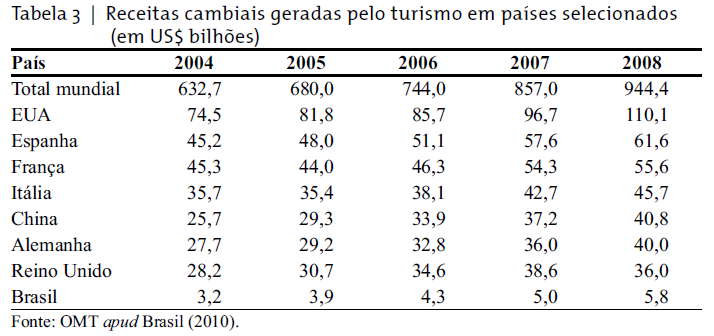 Tabela 3 | Receitas cambiais geradas pelo turismo em países selecionados
(em US$ bilhões)
País 2004 2005 2006 2007 2008
Total mundial 632,7 680,0 744,0 857,0 944,4
EUA 74,5 81,8 85,7 96,7 110,1
Espanha 45,2 48,0 51,1 57,6 61,6
França 45,3 44,0 46,3 54,3 55,6
Itália 35,7 35,4 38,1 42,7 45,7
China 25,7 29,3 33,9 37,2 40,8
Alemanha 27,7 29,2 32,8 36,0 40,0
Reino Unido 28,2 30,7 34,6 38,6 36,0
Brasil 3,2 3,9 4,3 5,0 5,8
Fonte: OMT apud Brasil (2010).